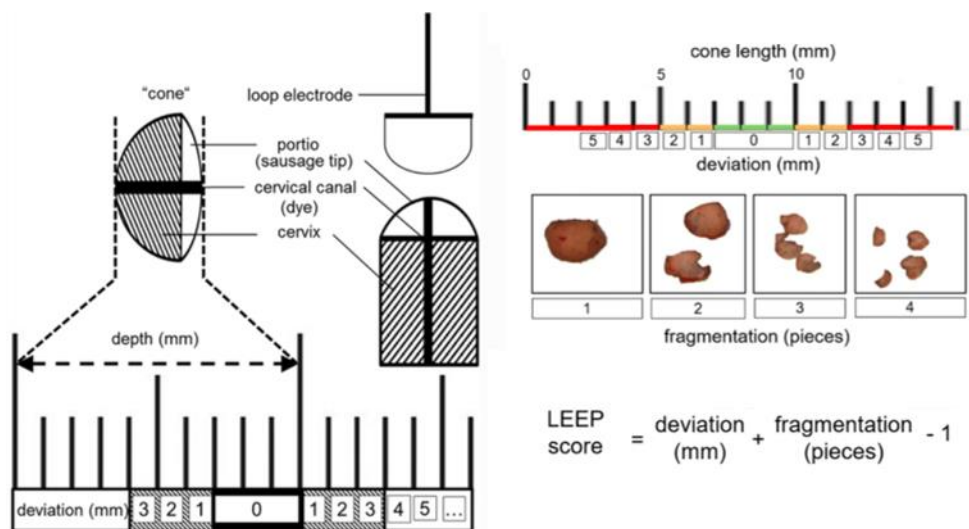 "cone"
loop electrode
portio
(sausage tip)
cervical canal
(dye)
cervix
depth (mm)
deviation (mm) 3 2 1 0 1 2 3 4 5 ...
cone length (mm)
0 5 10
5 4 3 2 1 0 1 2 3 4 5
deviation (mm)
1 2 3 4
fragmentation (pieces)
LEEP score = deviation (mm) + fragmentation (pieces) - 1